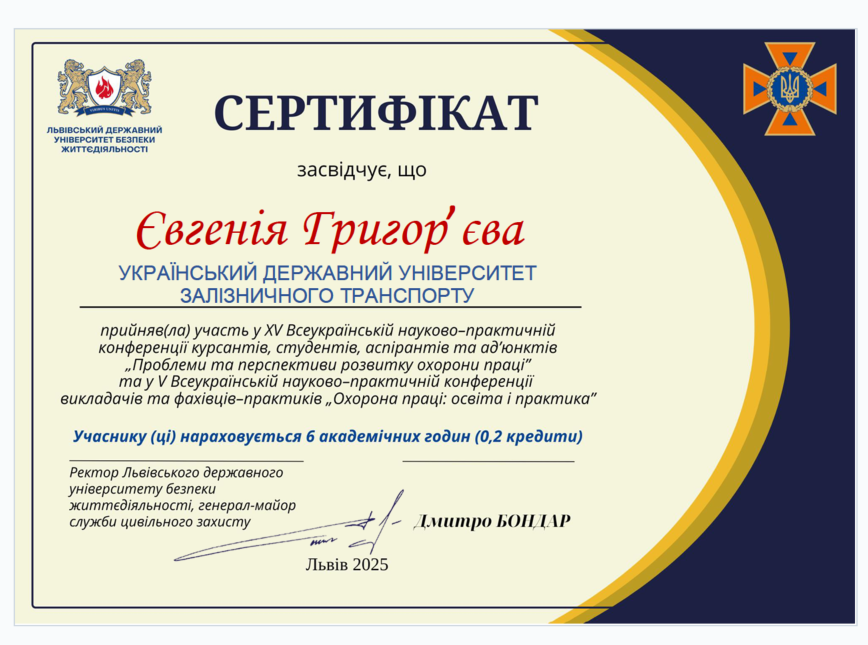 ЛЬВІВСЬКИЙ ДЕРЖАВНИЙ
УНІВЕРСИТЕТ БЕЗПЕКИ
ЖИТТЄДІЯЛЬНОСТІ
СЕРТИФІКАТ
засвідчує, що
Євгенія Григор’єва
УКРАЇНСЬКИЙ ДЕРЖАВНИЙ УНІВЕРСИТЕТ
ЗАЛІЗНИЧНОГО ТРАНСПОРТУ
прийняв(ла) участь у XV Всеукраїнській науково–практичній
конференції курсантів, студентів, аспірантів та ад’юнктів
„Проблеми та перспективи розвитку охорони праці”
та у V Всеукраїнській науково–практичній конференції
викладачів та фахівців–практиків „Охорона праці: освіта і практика”
Учаснику (ці) нараховується 6 академічних годин (0,2 кредити)
Ректор Львівського державного
університету безпеки
життєдіяльності, генерал-майор
служби цивільного захисту
Дмитро БОНДАР
Львів 2025